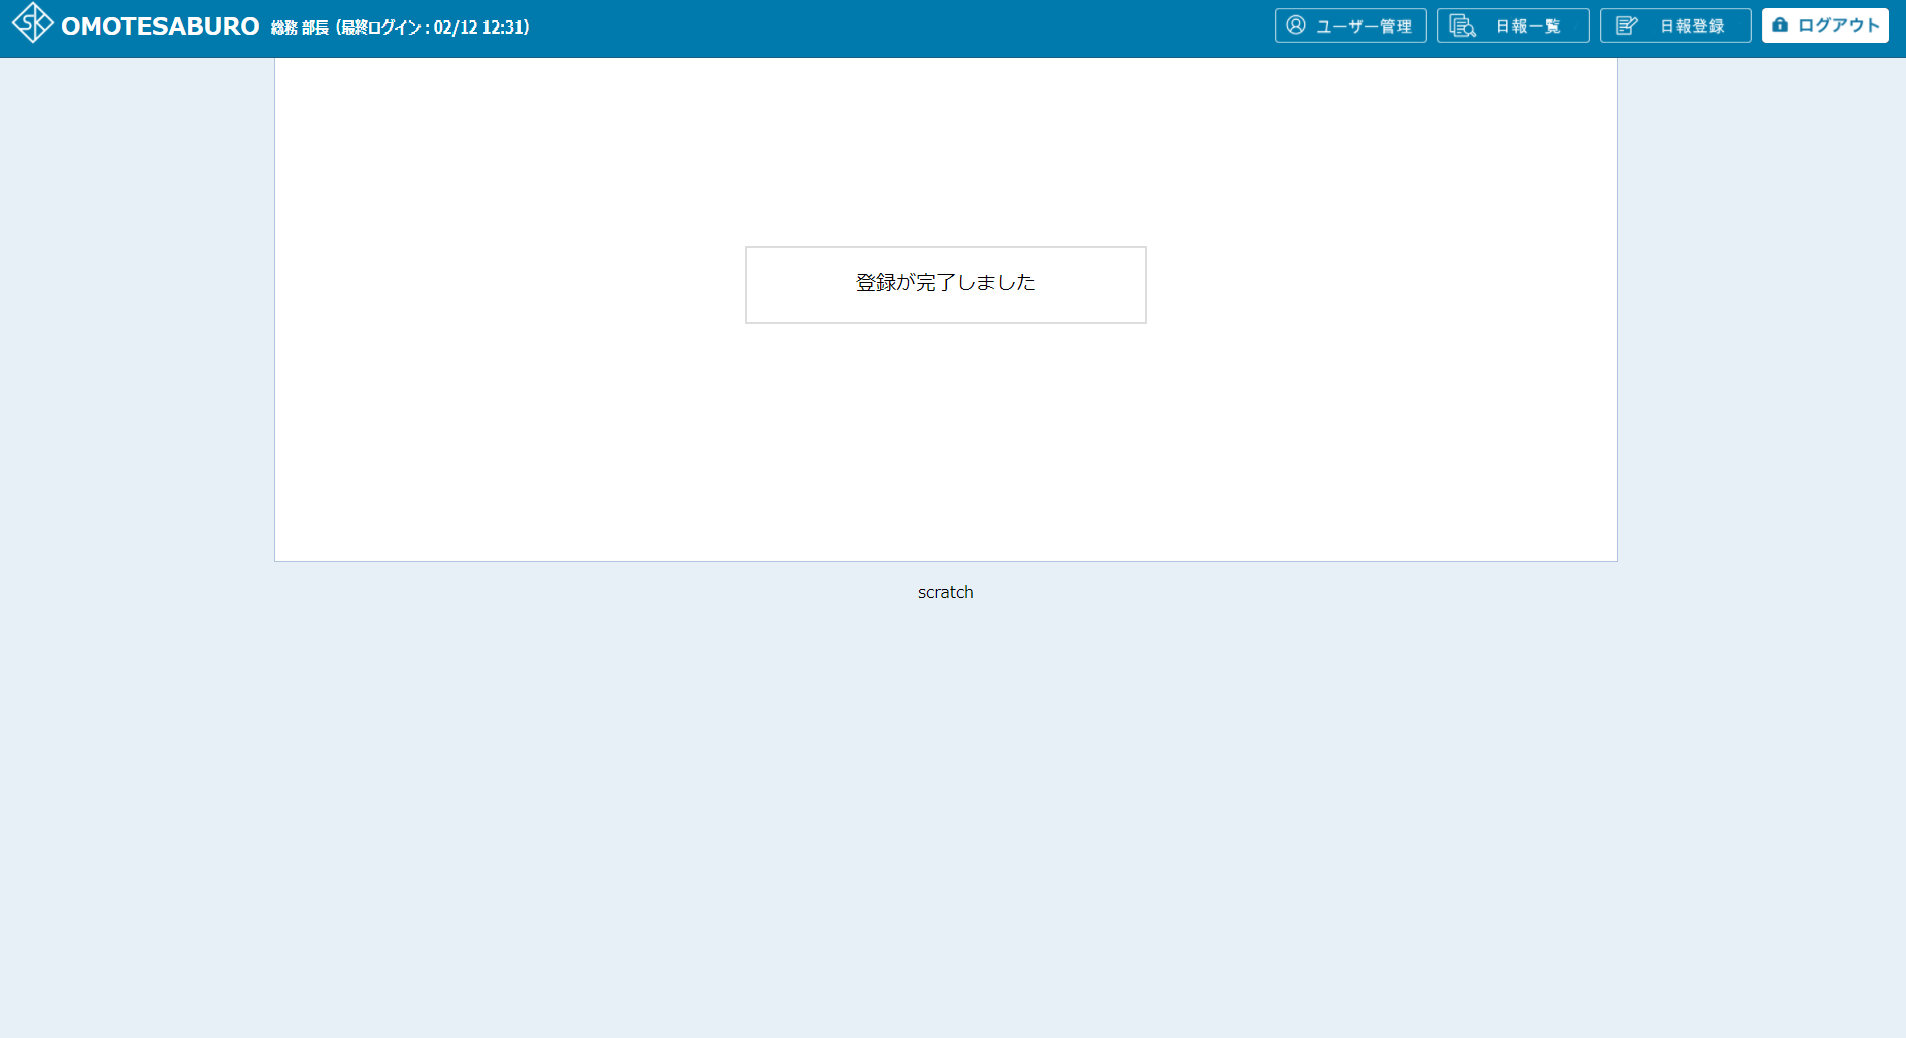 SK OMOTESABURO 総務 部長 (最終ログイン : 02/12 12:31) ユーザー管理 日報一覧 日報登録 ログアウト
登録が完了しました
scratch